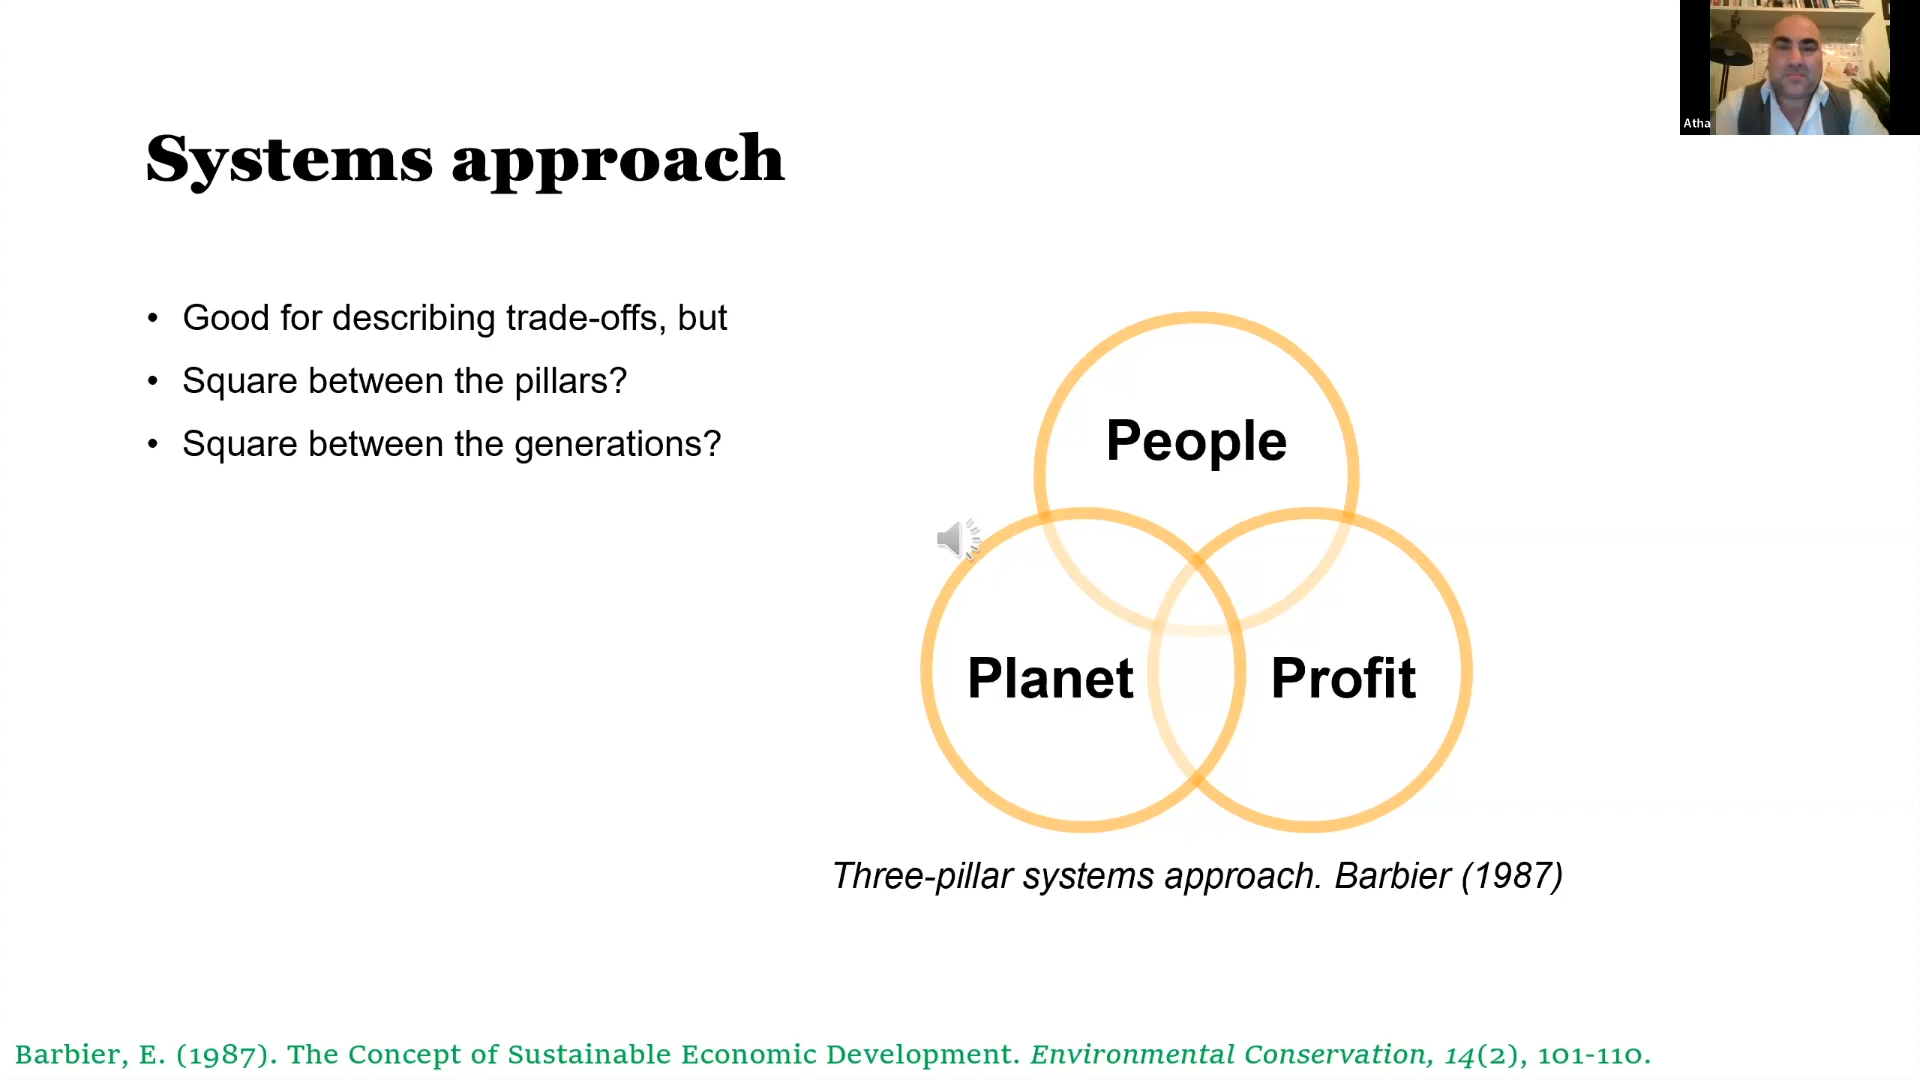 Atha
Systems approach
• Good for describing trade-offs, but
• Square between the pillars?
• Square between the generations?
People
Planet
Profit
Three-pillar systems approach. Barbier (1987)
Barbier, E. (1987). The Concept of Sustainable Economic Development. Environmental Conservation, 14(2), 101-110.